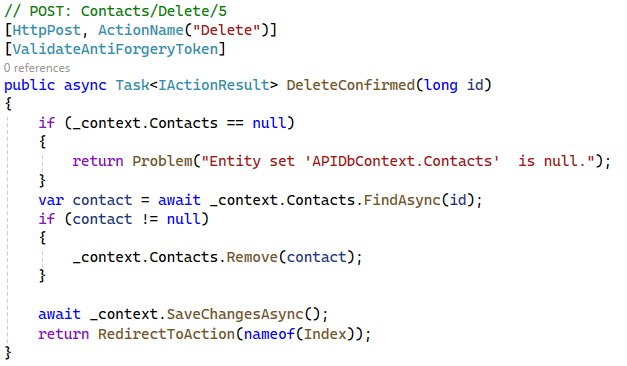 // POST: Contacts/Delete/5
[HttpPost, ActionName("Delete")]
[ValidateAntiForgeryToken]
0 references
public async Task<IActionResult> DeleteConfirmed(long id)
{
    if (_context.Contacts == null)
    {
        return Problem("Entity set 'APIDbContext.Contacts'  is null.");
    }
    var contact = await _context.Contacts.FindAsync(id);
    if (contact != null)
    {
        _context.Contacts.Remove(contact);
    }

    await _context.SaveChangesAsync();
    return RedirectToAction(nameof(Index));
}